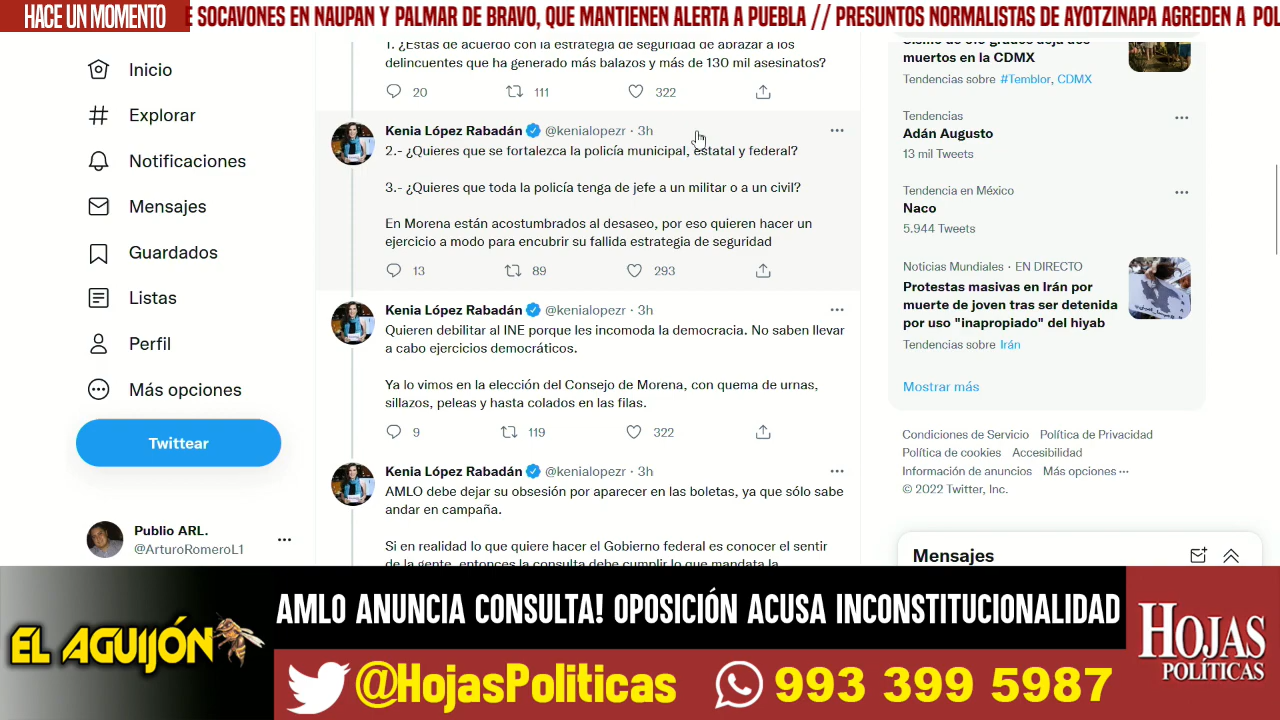 HACE UN MOMENTO
E SOCAVONES EN NAUPAN Y PALMAR DE BRAVO, QUE MANTIENEN ALERTA A PUEBLA // PRESUNTOS NORMALISTAS DE AYOTZINAPA AGREDEN A POL
Inicio
Explorar
Notificaciones
Mensajes
Guardados
Listas
Perfil
Más opciones
Twittear
Publio ARL.
@ArturoRomeroL1
1. ¿Estás de acuerdo con la estrategia de seguridad de abrazar a los
delincuentes que ha generado más balazos y más de 130 mil asesinatos?
20 111 322
Kenia López Rabadán @kenialopezr · 3h
2.- ¿Quieres que se fortalezca la policía municipal, estatal y federal?
3.- ¿Quieres que toda la policía tenga de jefe a un militar o a un civil?
En Morena están acostumbrados al desaseo, por eso quieren hacer un
ejercicio a modo para encubrir su fallida estrategia de seguridad
13 89 293
Kenia López Rabadán @kenialopezr · 3h
Quieren debilitar al INE porque les incomoda la democracia. No saben llevar
a cabo ejercicios democráticos.
Ya lo vimos en la elección del Consejo de Morena, con quema de urnas,
sillazos, peleas y hasta colados en las filas.
9 119 322
Kenia López Rabadán @kenialopezr · 3h
AMLO debe dejar su obsesión por aparecer en las boletas, ya que sólo sabe
andar en campaña.
Si en realidad lo que quiere hacer el Gobierno federal es conocer el sentir
de la gente, entonces la consulta debe cumplir lo que mandata la
muertos en la CDMX
Tendencias sobre #Temblor, CDMX
Tendencias
Adán Augusto
13 mil Tweets
Tendencia en México
Naco
5.944 Tweets
Noticias Mundiales · EN DIRECTO
Protestas masivas en Irán por
muerte de joven tras ser detenida
por uso "inapropiado" del hiyab
Tendencias sobre Irán
Mostrar más
Condiciones de Servicio Política de Privacidad
Política de cookies Accesibilidad
Información de anuncios Más opciones ···
© 2022 Twitter, Inc.
Mensajes
EL AGUIJÓN
AMLO ANUNCIA CONSULTA! OPOSICIÓN ACUSA INCONSTITUCIONALIDAD
@HojasPoliticas 993 399 5987
HOJAS
POLÍTICAS